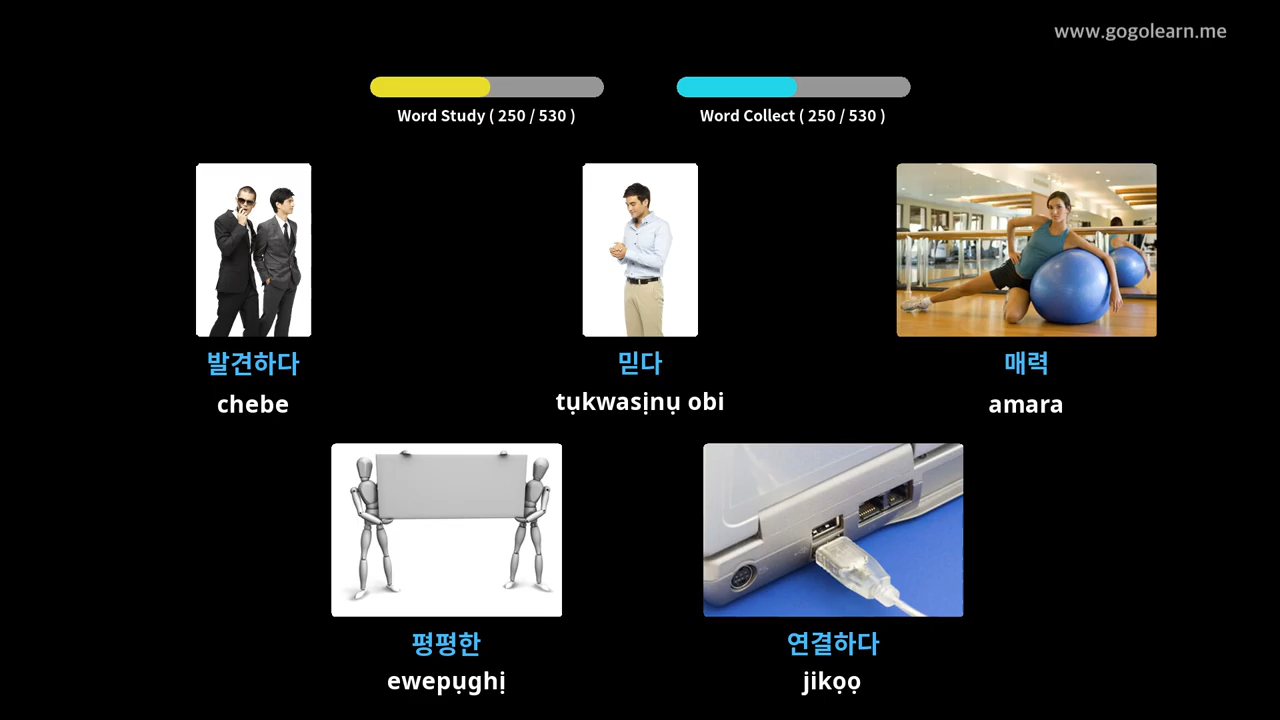 www.gogolearn.me
Word Study ( 250 / 530 )
Word Collect ( 250 / 530 )
발견하다
chebe
믿다
tụkwasịnụ obi
매력
amara
평평한
ewepụghị
연결하다
jikọọ